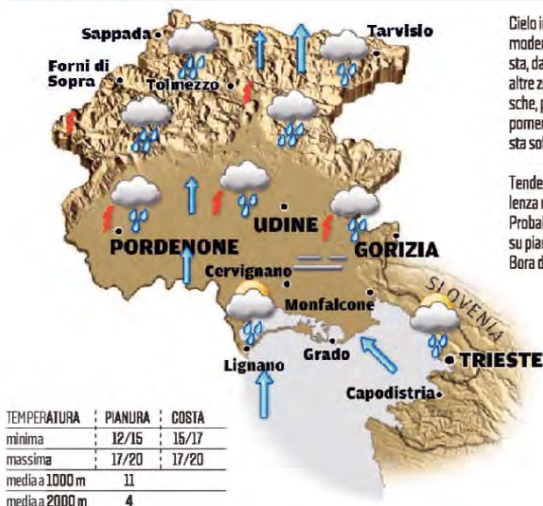 Sappada
Tarvisio
Forni di
Sopra
Tolmezzo
UDINE
PORDENONE
GORIZIA
Cervignano
Monfalcone
SLOVENIA
Lignano
Grado
TRIESTE
Capodistria
Cielo i
moder
sta, da
altre z
sche, p
pomer
sta sof
Tende
lenza
Probal
su pia
Bora d
TEMPERATURA PIANURA COSTA
minima 12/15 15/17
massima 17/20 17/20
media a 1000 m 11
media a 2000 m 4